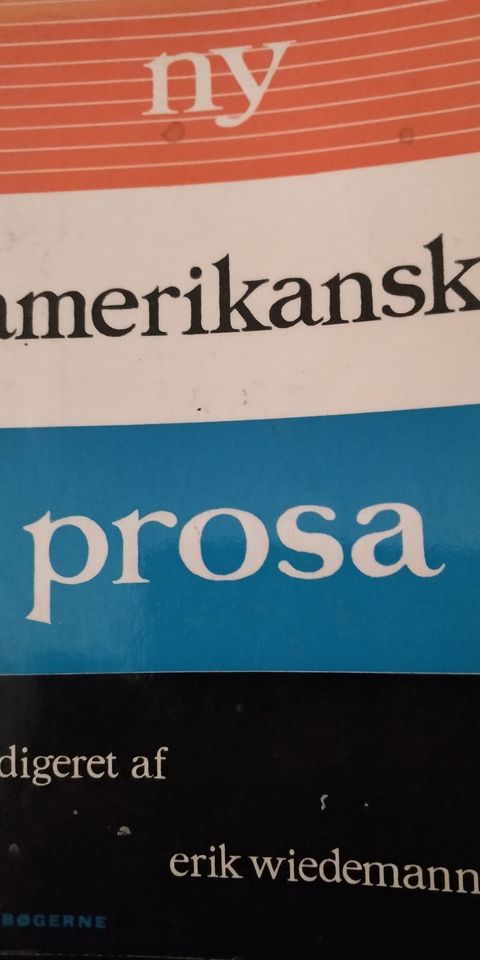 ny
amerikansk
prosa
digeret af
erik wiedemann
BØGERNE